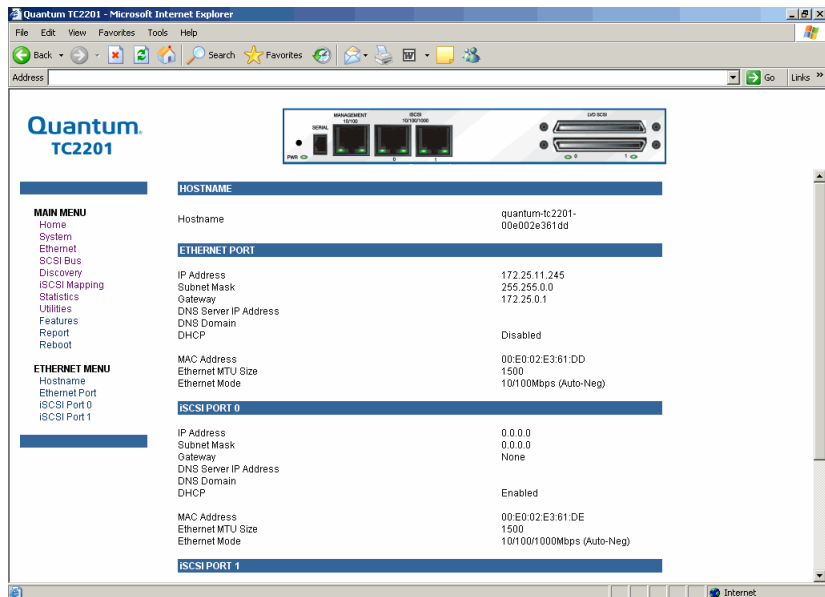 Quantum TC2201 - Microsoft Internet Explorer
File Edit View Favorites Tools Help
Back Search Favorites
Address Go Links »
Quantum.
TC2201
MANAGEMENT
10/100
iSCSI
10/100/1000
LVD SCSI
SERIAL
PWR 0 1 0 1
MAIN MENU
Home
System
Ethernet
SCSI Bus
Discovery
iSCSI Mapping
Statistics
Utilities
Features
Report
Reboot
ETHERNET MENU
Hostname
Ethernet Port
iSCSI Port 0
iSCSI Port 1
HOSTNAME
Hostname quantum-tc2201-
00e002e361dd
ETHERNET PORT
IP Address 172.25.11.245
Subnet Mask 255.255.0.0
Gateway 172.25.0.1
DNS Server IP Address
DNS Domain
DHCP Disabled
MAC Address 00:E0:02:E3:61:DD
Ethernet MTU Size 1500
Ethernet Mode 10/100Mbps (Auto-Neg)
iSCSI PORT 0
IP Address 0.0.0.0
Subnet Mask 0.0.0.0
Gateway None
DNS Server IP Address
DNS Domain
DHCP Enabled
MAC Address 00:E0:02:E3:61:DE
Ethernet MTU Size 1500
Ethernet Mode 10/100/1000Mbps (Auto-Neg)
iSCSI PORT 1
Internet